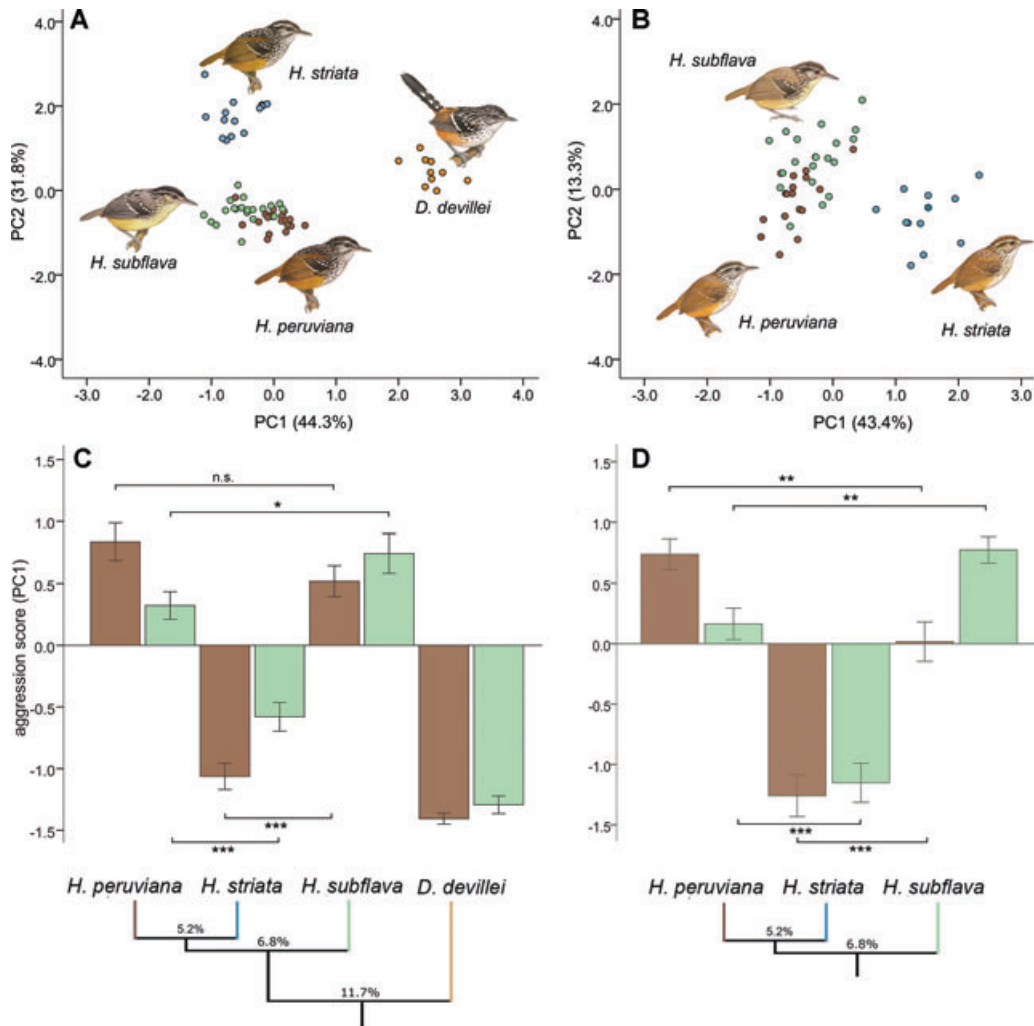 A
H. striata
D. devillei
H. subflava
H. peruviana
PC2 (31.8%)
4.0
2.0
0.0
-2.0
-4.0
-3.0 -2.0 -1.0 0.0 1.0 2.0 3.0 4.0
PC1 (44.3%)
B
H. subflava
H. peruviana
H. striata
PC2 (13.3%)
4.0
2.0
0.0
-2.0
-4.0
-3.0 -2.0 -1.0 0.0 1.0 2.0 3.0
PC1 (43.4%)
C
n.s.
*
***
***
aggression score (PC1)
1.5
1.0
0.5
0.0
-0.5
-1.0
-1.5
H. peruviana H. striata H. subflava D. devillei
5.2%
6.8%
11.7%
D
**
**
***
***
1.5
1.0
0.5
0.0
-0.5
-1.0
-1.5
H. peruviana H. striata H. subflava
5.2%
6.8%